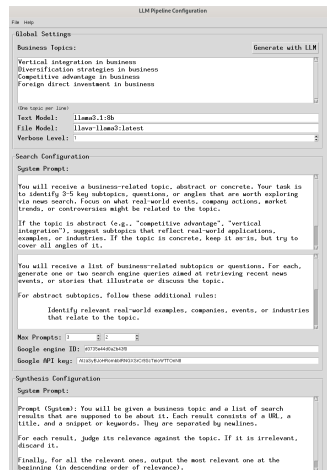 LLM Pipeline Configuration
File Help
Global Settings
Business Topics: Generate with LLM
Vertical integration in business
Diversification strategies in business
Competitive advantage in business
Foreign direct investment in business
(One topic per line)
Text Model: llama3.1:8b
File Model: llava-llama3:latest
Verbose Level: 1
Search Configuration
System Prompt:
You will receive a business-related topic, abstract or concrete. Your task is
to identify 3-5 key subtopics, questions, or angles that are worth exploring
via news search. Focus on what real-world events, company actions, market
trends, or controversies might be related to the topic.
If the topic is abstract (e.g., "competitive advantage", "vertical
integration"), suggest subtopics that reflect real-world applications,
examples, or industries. If the topic is concrete, keep it as-is, but try to
cover all angles of it.
You will receive a list of business-related subtopics or questions. For each,
generate one or two search engine queries aimed at retrieving recent news
events, or stories that illustrate or discuss the topic.
For abstract subtopics, follow these additional rules:
Identify relevant real-world examples, companies, events, or industries
that relate to the topic.
Max Prompts: 3 2
Google engine ID:
Google API key:
Synthesis Configuration
System Prompt:
Prompt (System): You will be given a business topic and a list of search
results that are supposed to be about it. Each result consists of a URL, a
title, and a snippet or keywords. They are separated by newlines.
For each result, judge its relevance against the topic. If it is irrelevant,
discard it.
Finally, for all the relevant ones, output the most relevant one at the
beginning (in descending order of relevance).